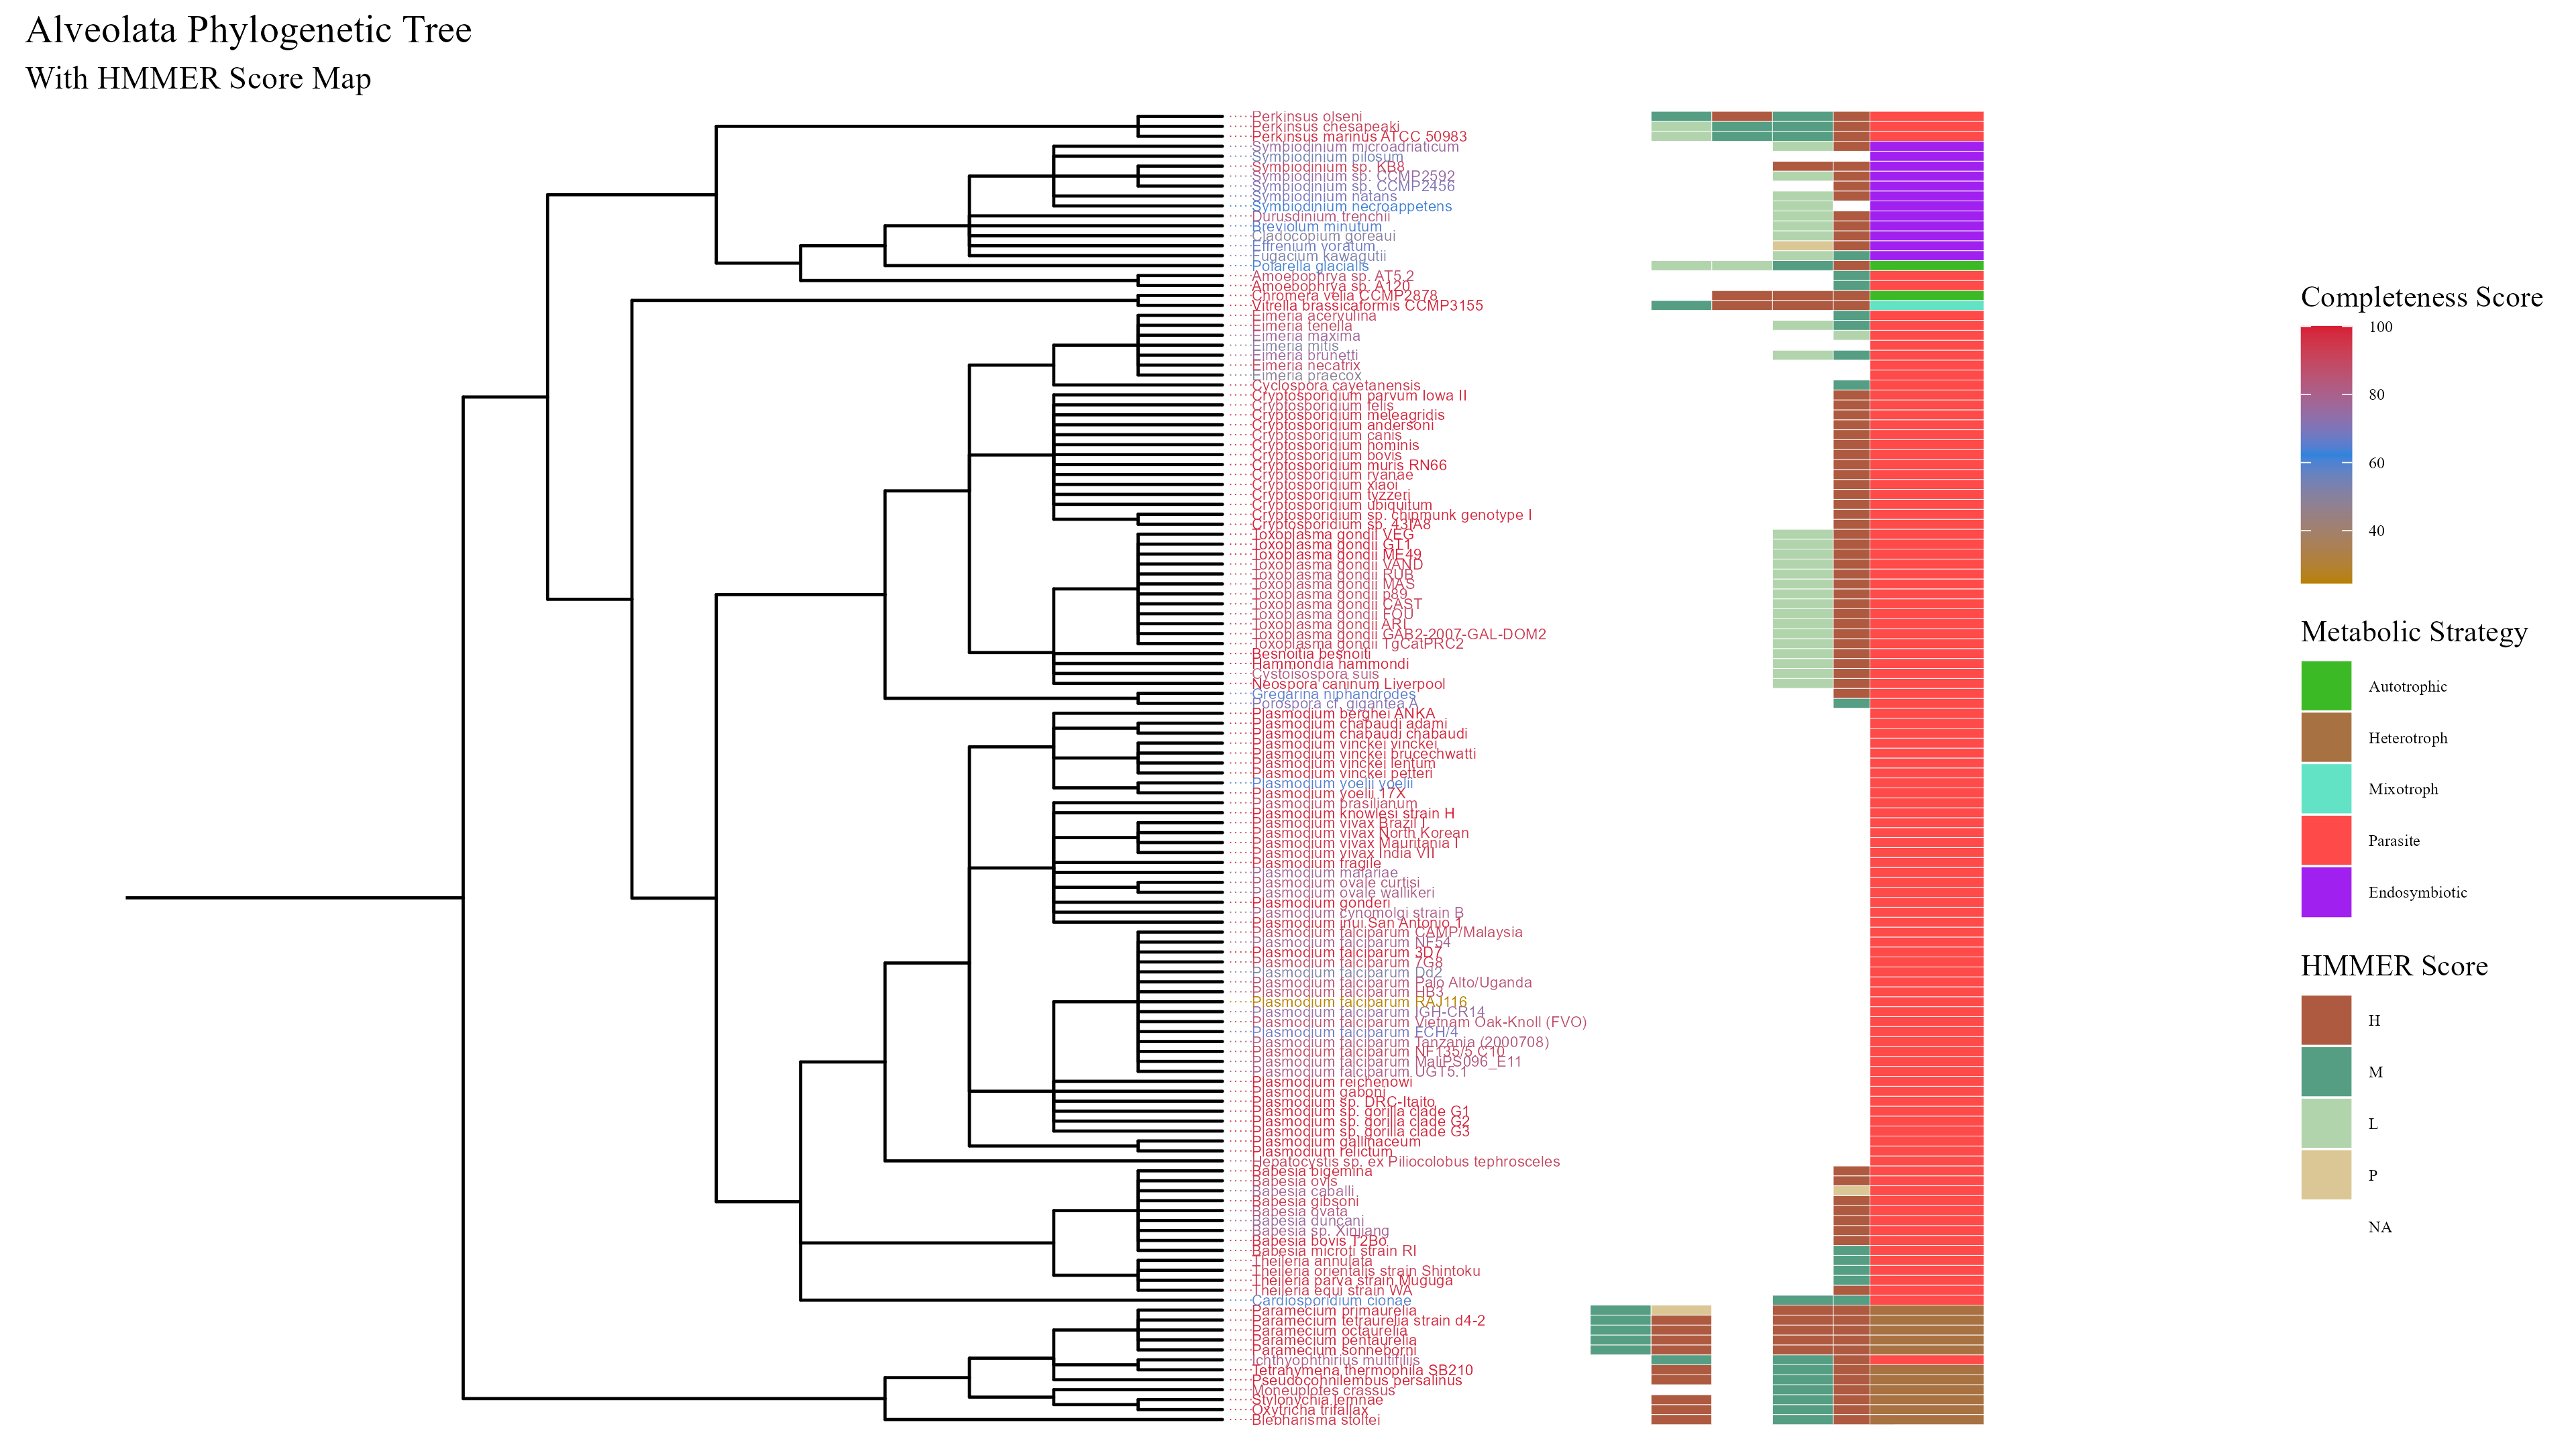 Alveolata Phylogenetic Tree
With HMMER Score Map
Perkinsus olseni
Perkinsus chesapeaki
Perkinsus marinus ATCC 50983
Symbiodinium microadriaticum
Symbiodinium pilosum
Symbiodinium sp. KB8
Symbiodinium sp. CCMP2592
Symbiodinium sp. CCMP2456
Symbiodinium natans
Symbiodinium necroappetens
Durusdinium trenchii
Breviolum minutum
Cladocopium goreaui
Effrenium voratum
Fugacium kawagutii
Polarella glacialis
Amoebophrya sp. AT5.2
Amoebophrya sp. A120
Chromera velia CCMP2878
Vitrella brassicaformis CCMP3155
Eimeria acervulina
Eimeria tenella
Eimeria maxima
Eimeria mitis
Eimeria brunetti
Eimeria necatrix
Eimeria praecox
Cyclospora cayetanensis
Cryptosporidium parvum Iowa II
Cryptosporidium felis
Cryptosporidium meleagridis
Cryptosporidium andersoni
Cryptosporidium canis
Cryptosporidium hominis
Cryptosporidium bovis
Cryptosporidium muris RN66
Cryptosporidium ryanae
Cryptosporidium xiaoi
Cryptosporidium tyzzeri
Cryptosporidium ubiquitum
Cryptosporidium sp. chipmunk genotype I
Cryptosporidium sp. 43IA8
Toxoplasma gondii VEG
Toxoplasma gondii GT1
Toxoplasma gondii ME49
Toxoplasma gondii VAND
Toxoplasma gondii RUB
Toxoplasma gondii MAS
Toxoplasma gondii p89
Toxoplasma gondii CAST
Toxoplasma gondii FOU
Toxoplasma gondii ARI
Toxoplasma gondii GAB2-2007-GAL-DOM2
Toxoplasma gondii TgCatPRC2
Besnoitia besnoiti
Hammondia hammondi
Cystoisospora suis
Neospora caninum Liverpool
Gregarina niphandrodes
Porospora cf. gigantea A
Plasmodium berghei ANKA
Plasmodium chabaudi adami
Plasmodium chabaudi chabaudi
Plasmodium vinckei vinckei
Plasmodium vinckei brucechwatti
Plasmodium vinckei lentum
Plasmodium vinckei petteri
Plasmodium yoelii yoelii
Plasmodium yoelii 17X
Plasmodium brasilianum
Plasmodium knowlesi strain H
Plasmodium vivax Brazil I
Plasmodium vivax North Korean
Plasmodium vivax Mauritania I
Plasmodium vivax India VII
Plasmodium fragile
Plasmodium malariae
Plasmodium ovale curtisi
Plasmodium ovale wallikeri
Plasmodium gonderi
Plasmodium cynomolgi strain B
Plasmodium inui San Antonio 1
Plasmodium falciparum CAMP/Malaysia
Plasmodium falciparum NF54
Plasmodium falciparum 3D7
Plasmodium falciparum 7G8
Plasmodium falciparum Dd2
Plasmodium falciparum Palo Alto/Uganda
Plasmodium falciparum HB3
Plasmodium falciparum RAJ116
Plasmodium falciparum IGH-CR14
Plasmodium falciparum Vietnam Oak-Knoll (FVO)
Plasmodium falciparum FCH/4
Plasmodium falciparum Tanzania (2000708)
Plasmodium falciparum NF135/5.C10
Plasmodium falciparum MaliPS096_E11
Plasmodium falciparum UGT5.1
Plasmodium reichenowi
Plasmodium gaboni
Plasmodium sp. DRC-Itaito
Plasmodium sp. gorilla clade G1
Plasmodium sp. gorilla clade G2
Plasmodium sp. gorilla clade G3
Plasmodium gallinaceum
Plasmodium relictum
Hepatocystis sp. ex Piliocolobus tephrosceles
Babesia bigemina
Babesia ovis
Babesia caballi
Babesia gibsoni
Babesia ovata
Babesia duncani
Babesia sp. Xinjiang
Babesia bovis T2Bo
Babesia microti strain RI
Theileria annulata
Theileria orientalis strain Shintoku
Theileria parva strain Muguga
Theileria equi strain WA
Cardiosporidium cionae
Paramecium primaurelia
Paramecium tetraurelia strain d4-2
Paramecium octaurelia
Paramecium pentaurelia
Paramecium sonneborni
Ichthyophthirius multifiliis
Tetrahymena thermophila SB210
Pseudocohnilembus persalinus
Moneuplotes crassus
Stylonychia lemnae
Oxytricha trifallax
Blepharisma stoltei
Completeness Score
100
80
60
40
Metabolic Strategy
Autotrophic
Heterotroph
Mixotroph
Parasite
Endosymbiotic
HMMER Score
H
M
L
P
NA